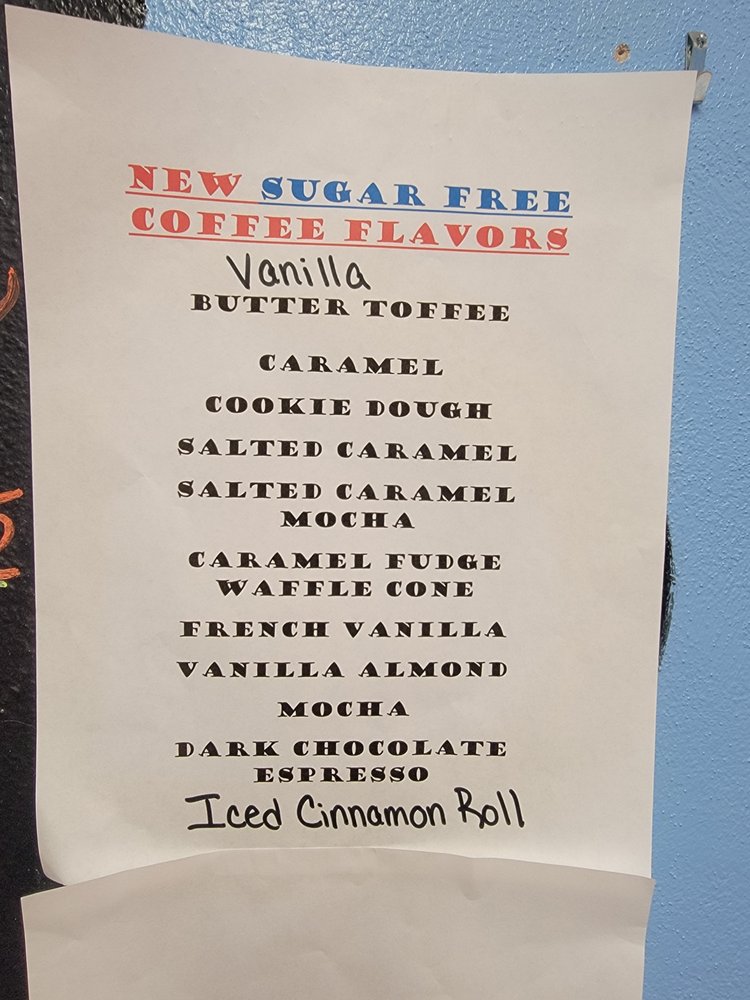 NEW SUGAR FREE
COFFEE FLAVORS
Vanilla
BUTTER TOFFEE
CARAMEL
COOKIE DOUGH
SALTED CARAMEL
SALTED CARAMEL
MOCHA
CARAMEL FUDGE
WAFFLE CONE
FRENCH VANILLA
VANILLA ALMOND
MOCHA
DARK CHOCOLATE
ESPRESSO
Iced Cinnamon Roll